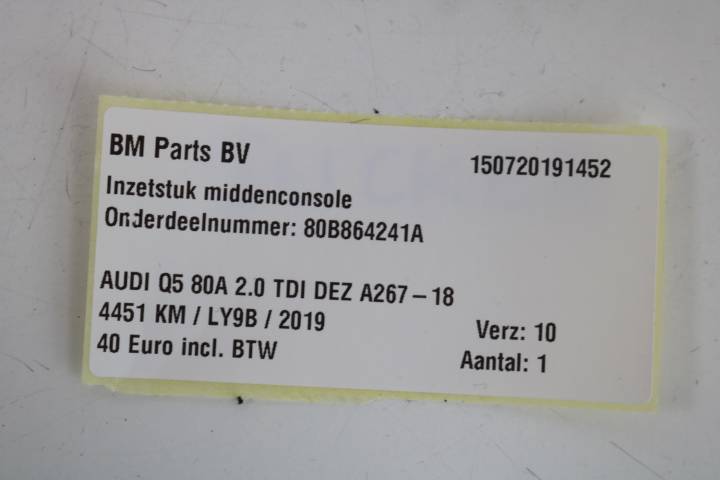 BM Parts BV
150720191452
Inzetstuk middenconsole
Onderdeelnummer: 80B864241A
AUDI Q5 80A 2.0 TDI DEZ A267-18
4451 KM / LY9B / 2019
Verz: 10
40 Euro incl. BTW
Aantal: 1